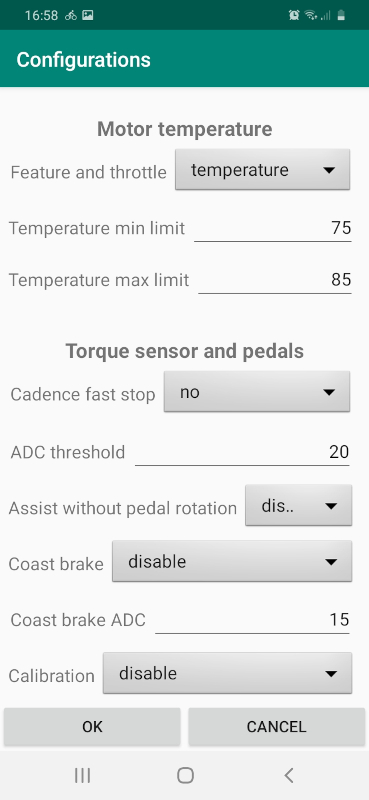 16:58
Configurations
Motor temperature
Feature and throttle temperature
Temperature min limit 75
Temperature max limit 85
Torque sensor and pedals
Cadence fast stop no
ADC threshold 20
Assist without pedal rotation dis..
Coast brake disable
Coast brake ADC 15
Calibration disable
OK CANCEL